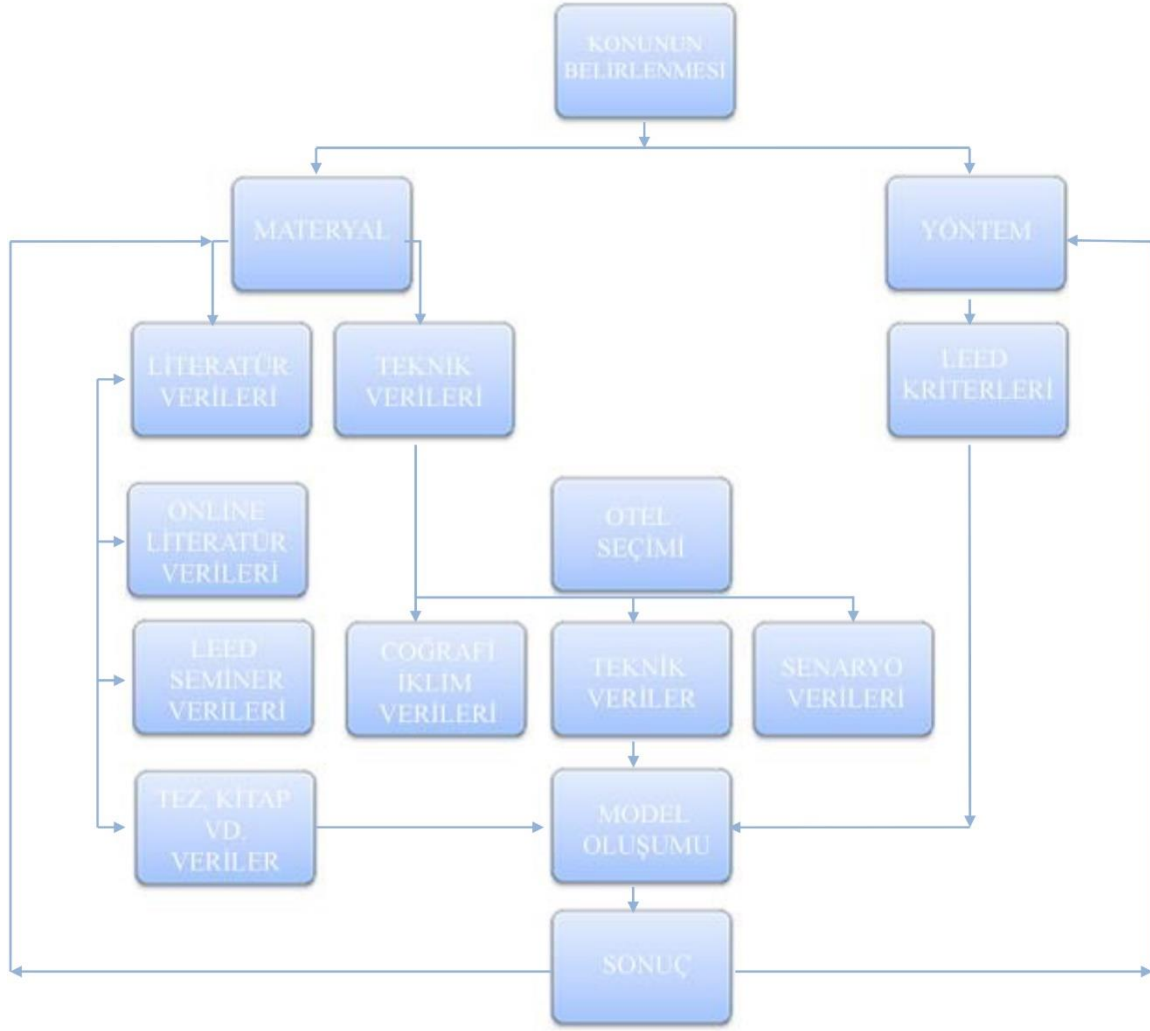 KONUNUN
BELİRLENMESİ
MATERYAL
YÖNTEM
LİTERATÜR
VERİLERİ
TEKNİK
VERİLERİ
LEED
KRİTERLERİ
ONLINE
LİTERATÜR
VERİLERİ
OTEL
SEÇİMİ
LEED
SEMİNER
VERİLERİ
COĞRAFİ
İKLİM
VERİLERİ
TEKNİK
VERİLER
SENARYO
VERİLERİ
TEZ, KİTAP
VD.
VERİLER
MODEL
OLUŞUMU
SONUÇ